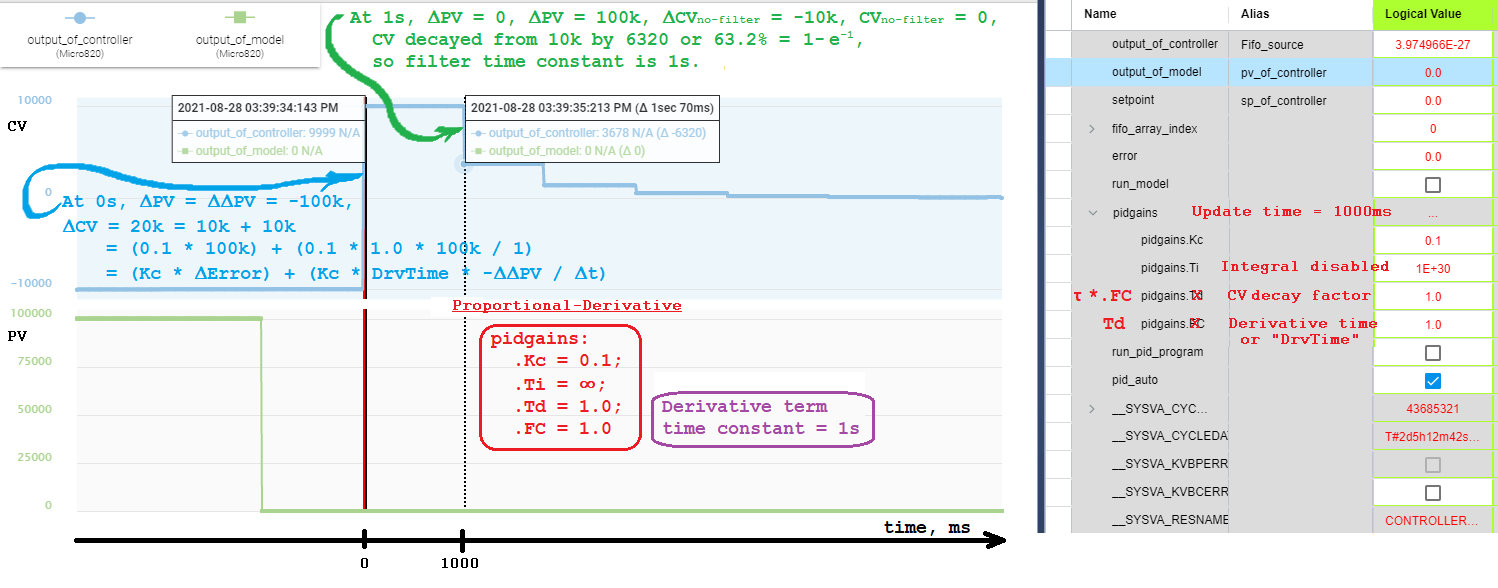 output_of_controller
(Micro820)
output_of_model
(Micro820)
At 1s, ΔPV = 0, ΔPV = 100k, ΔCVno-filter = -10k, CVno-filter = 0,
CV decayed from 10k by 6320 or 63.2% = 1-e-1,
so filter time constant is 1s.
10000
CV
0
-10000
2021-08-28 03:39:34:143 PM
output_of_controller: 9999 N/A
output_of_model: 0 N/A
2021-08-28 03:39:35:213 PM (Δ 1sec 70ms)
output_of_controller: 3678 N/A (Δ -6320)
output_of_model: 0 N/A (Δ 0)
At 0s, ΔPV = ΔΔPV = -100k,
ΔCV = 20k = 10k + 10k
= (0.1 * 100k) + (0.1 * 1.0 * 100k / 1)
= (Kc * ΔError) + (Kc * DrvTime * -ΔΔPV / Δt)
Proportional-Derivative
100000
PV
75000
50000
25000
0
pidgains:
.Kc = 0.1;
.Ti = ∞;
.Td = 1.0;
.FC = 1.0
Derivative term
time constant = 1s
time, ms
0
1000
Name Alias Logical Value
output_of_controller Fifo_source 3.974966E-27
output_of_model pv_of_controller 0.0
setpoint sp_of_controller 0.0
fifo_array_index 0
error 0.0
run_model
pidgains Update time = 1000ms ...
pidgains.Kc 0.1
pidgains.Ti Integral disabled 1E+30
τ *.FC pidgains.Td X CV decay factor 1.0
Td pidgains.FC X Derivative time 1.0
or "DrvTime"
run_pid_program
pid_auto
__SYSVA_CYC... 43685321
__SYSVA_CYCLEDA T#2d5h12m42s...
__SYSVA_KVBPERR
__SYSVA_KVBCERR
__SYSVA_RESNAME CONTROLLER...